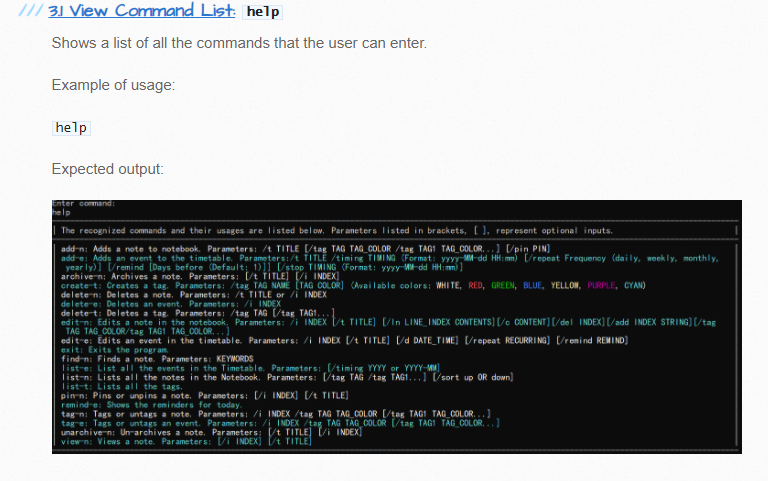 /// 3.1 View Command List: help
Shows a list of all the commands that the user can enter.
Example of usage:
help
Expected output:
Enter command:
help
| The recognized commands and their usages are listed below. Parameters listed in brackets, [ ], represent optional inputs. |
add-n: Adds a note to notebook. Parameters: /t TITLE [/tag TAG TAG_COLOR /tag TAG1 TAG_COLOR...] [/pin PIN]
add-e: Adds an event to the timetable. Parameters:/t TITLE /timing TIMING (Format: yyyy-MM-dd HH:mm) [/repeat Frequency (daily, weekly, monthly,
yearly)] [/remind [Days before (Default: 1)]] [/stop TIMING (Format: yyyy-MM-dd HH:mm)]
archive-n: Archives a note. Parameters: [/t TITLE] [/i INDEX]
create-t: Creates a tag. Parameters: /tag TAG NAME [TAG COLOR] (Available colors: WHITE, RED, GREEN, BLUE, YELLOW, PURPLE, CYAN)
delete-n: Deletes a note. Parameters: /t TITLE or /i INDEX
delete-e: Deletes an event. Parameters: /i INDEX
delete-t: Deletes a tag. Parameters: /tag TAG [/tag TAG1...]
edit-n: Edits a note in the notebook. Parameters: /i INDEX [/t TITLE] [/ln LINE_INDEX CONTENTS][/c CONTENT][/del INDEX][/add INDEX STRING][/tag
TAG TAG_COLOR/tag TAG1 TAG_COLOR...]
edit-e: Edits an event in the timetable. Parameters: /i INDEX [/t TITLE] [/d DATE_TIME] [/repeat RECURRING] [/remind REMIND]
exit: Exits the program.
find-n: Finds a note. Parameters: KEYWORDS
list-e: List all the events in the Timetable. Parameters: [/timing YYYY or YYYY-MM]
list-n: Lists all the notes in the Notebook. Parameters: [/tag TAG /tag TAG1...] [/sort up OR down]
list-t: Lists all the tags.
pin-n: Pins or unpins a note. Parameters: [/i INDEX] [/t TITLE]
remind-e: Shows the reminders for today.
tag-n: Tags or untags a note. Parameters: /i INDEX /tag TAG TAG_COLOR [/tag TAG1 TAG_COLOR...]
tag-e: Tags or untags an event. Parameters: /i INDEX /tag TAG TAG_COLOR [/tag TAG1 TAG_COLOR...]
unarchive-n: Un-archives a note. Parameters: [/t TITLE] [/i INDEX]
view-n: Views a note. Parameters: [/i INDEX] [/t TITLE]